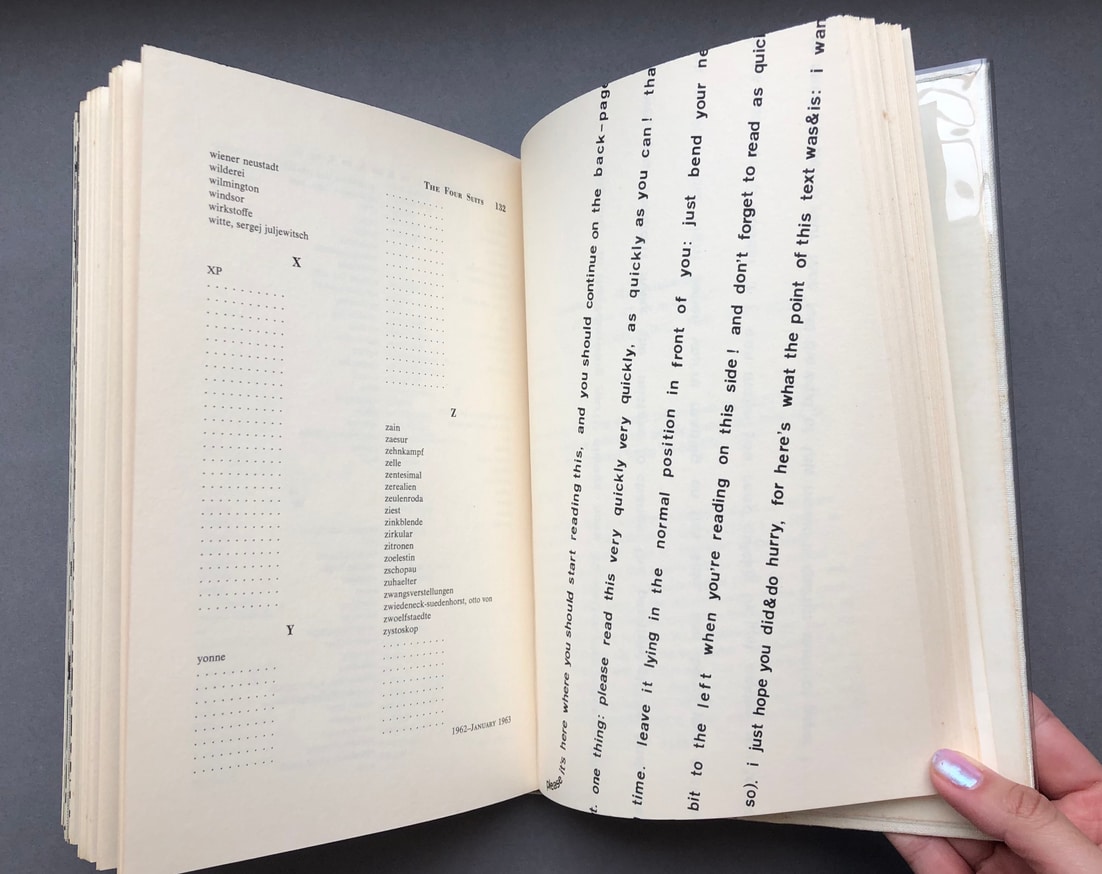 THE FOUR SUITS 132
wiener neustadt
wilderei
wilmington
windsor
wirkstoffe
witte, sergej juljewitsch
X
XP
Y
yonne
Z
zain
zaesur
zehnkampf
zelle
zentesimal
zerealien
zeulenroda
ziest
zinkblende
zirkular
zitronen
zoelestin
zschopau
zuhaelter
zwangsverstellungen
zwiedeneck-suedenhorst, otto von
zwoelfstaedte
zystoskop
1962–JANUARY 1963
please it's here where you should start reading this, and you should continue on the back-page
t. one thing: please read this very quickly very quickly, as quickly very quickly as you can! tha
time. leave it lying in the normal position in front of you: just bend your ne
bit to the left when you're reading on this side! and don't forget to read as quic
so). i just hope you did&do hurry, for here's what the point of this text was&is: i wan